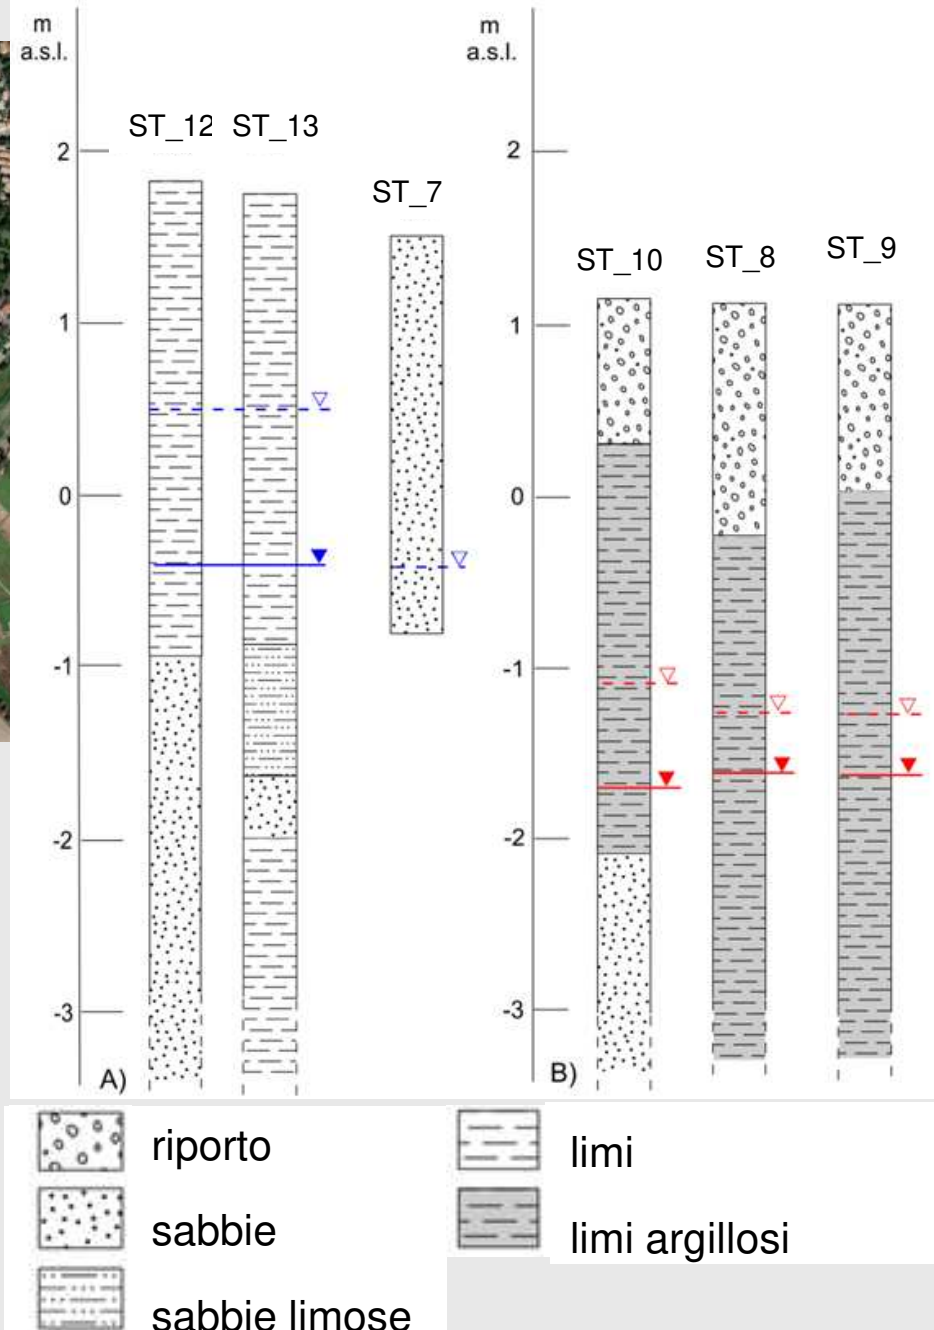 m
a.s.l.
ST_12 ST_13
ST_7
2
1
0
-1
-2
-3
A)
m
a.s.l.
ST_10 ST_8 ST_9
2
1
0
-1
-2
-3
B)
riporto
sabbie
sabbie limose
limi
limi argillosi